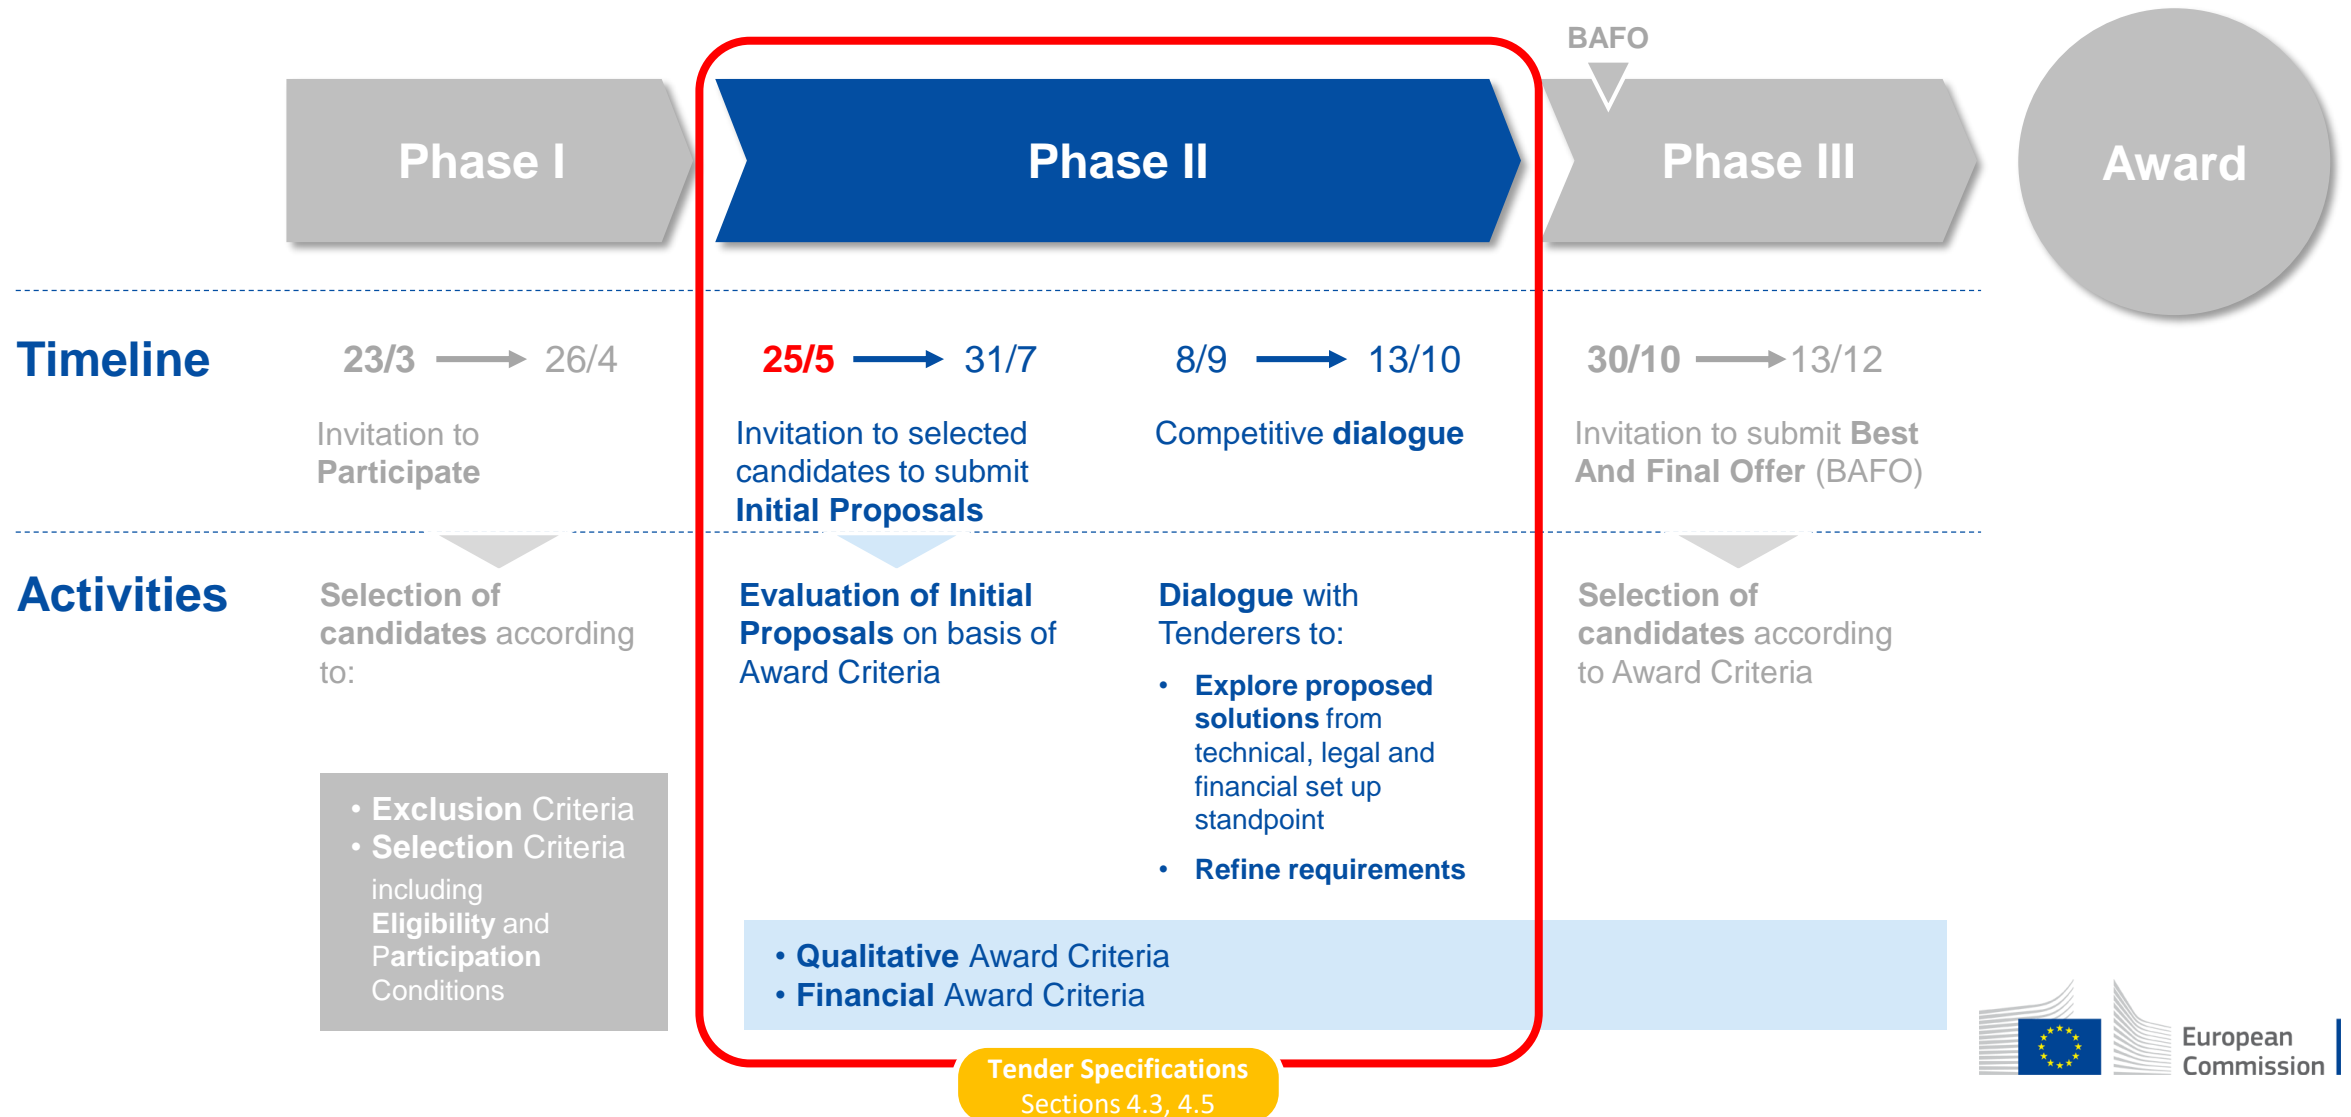 BAFO
Phase I
Phase II
Phase III
Award
Timeline
23/3
26/4
25/5
31/7
8/9
13/10
30/10
13/12
Invitation to
Participate
Invitation to selected
candidates to submit
Initial Proposals
Competitive dialogue
Invitation to submit Best
And Final Offer (BAFO)
Activities
Selection of
candidates according
to:
• Exclusion Criteria
• Selection Criteria
including
Eligibility and
Participation
Conditions
Evaluation of Initial
Proposals on basis of
Award Criteria
Dialogue with
Tenderers to:
• Explore proposed
solutions from
technical, legal and
financial set up
standpoint
• Refine requirements
Selection of
candidates according
to Award Criteria
• Qualitative Award Criteria
• Financial Award Criteria
Tender Specifications
Sections 4.3, 4.5
European
Commission